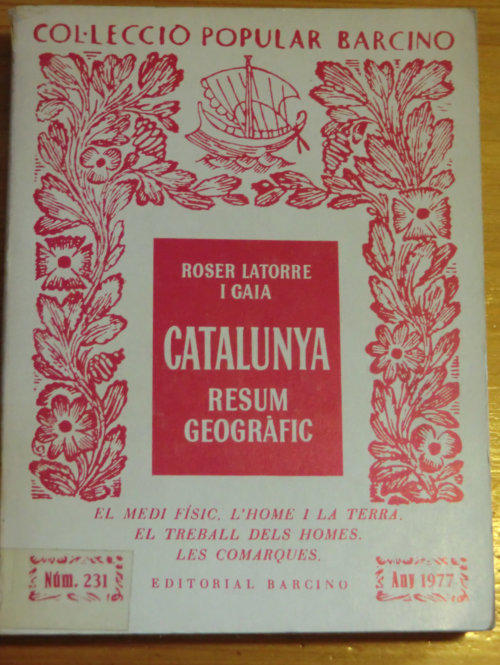 COL·LECCIÓ POPULAR BARCINO
ROSER LATORRE
I GAIA
CATALUNYA
RESUM
GEOGRÀFIC
EL MEDI FÍSIC, L'HOME I LA TERRA.
EL TREBALL DELS HOMES.
LES COMARQUES.
Núm. 231
EDITORIAL BARCINO
Any 1977